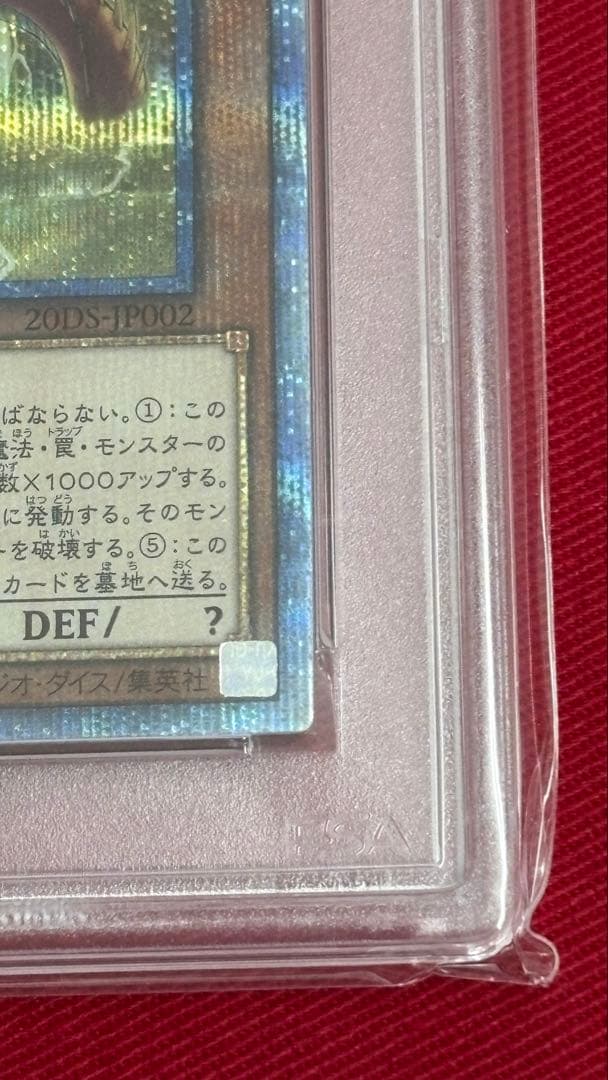 20DS-JP002
ばならない。①：この
魔法・罠・モンスターの
数×1000アップする。
に発動する。そのモン
トを破壊する。⑤：この
カードを墓地へ送る。
DEF/ ?
ジオ・ダイス/集英社
PSA